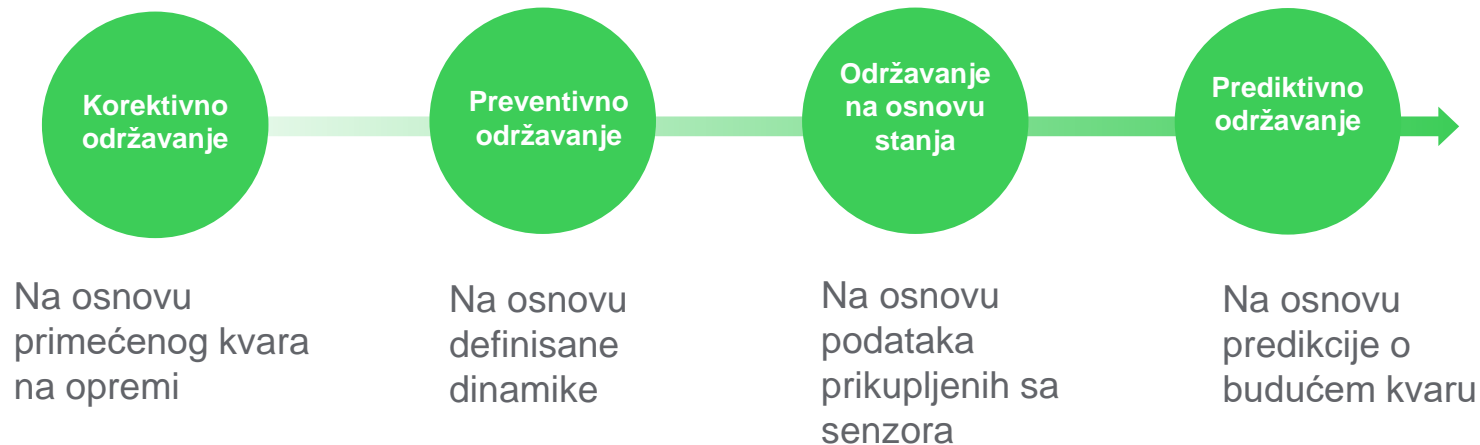 Korektivno
održavanje
Preventivno
održavanje
Održavanje
na osnovu
stanja
Prediktivno
održavanje
Na osnovu
primećenog kvara
na opremi
Na osnovu
definisane
dinamike
Na osnovu
podataka
prikupljenih sa
senzora
Na osnovu
predikcije o
budućem kvaru